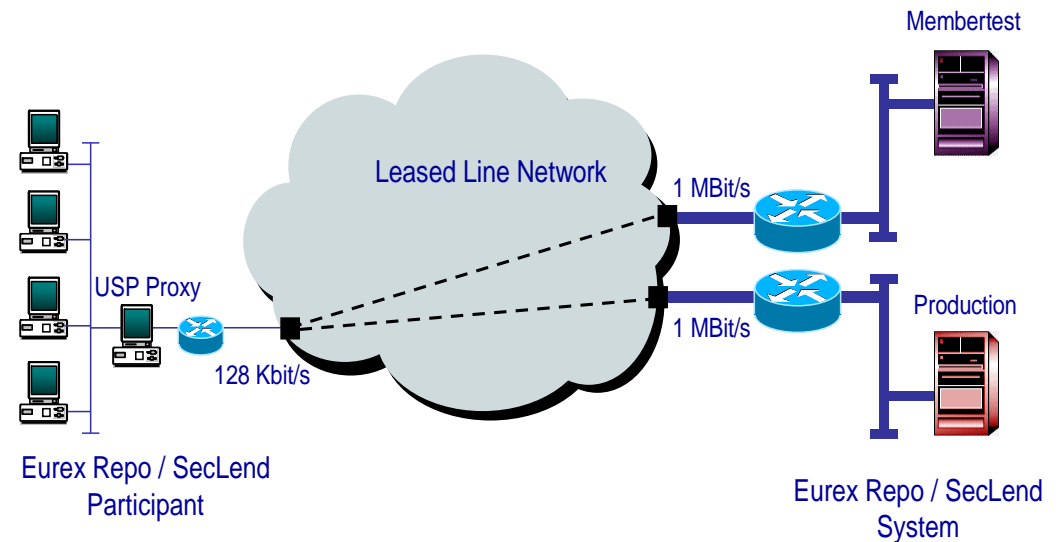 Membertest
Leased Line Network
1 MBit/s
USP Proxy
128 Kbit/s
1 MBit/s
Production
Eurex Repo / SecLend
Participant
Eurex Repo / SecLend
System